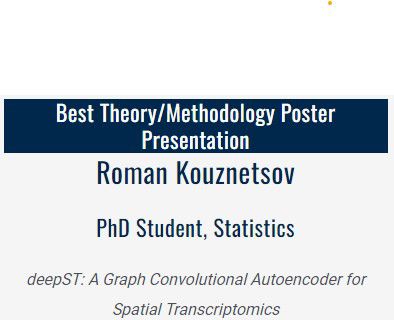 Best Theory/Methodology Poster
Presentation
Roman Kouznetsov
PhD Student, Statistics
deepST: A Graph Convolutional Autoencoder for
Spatial Transcriptomics